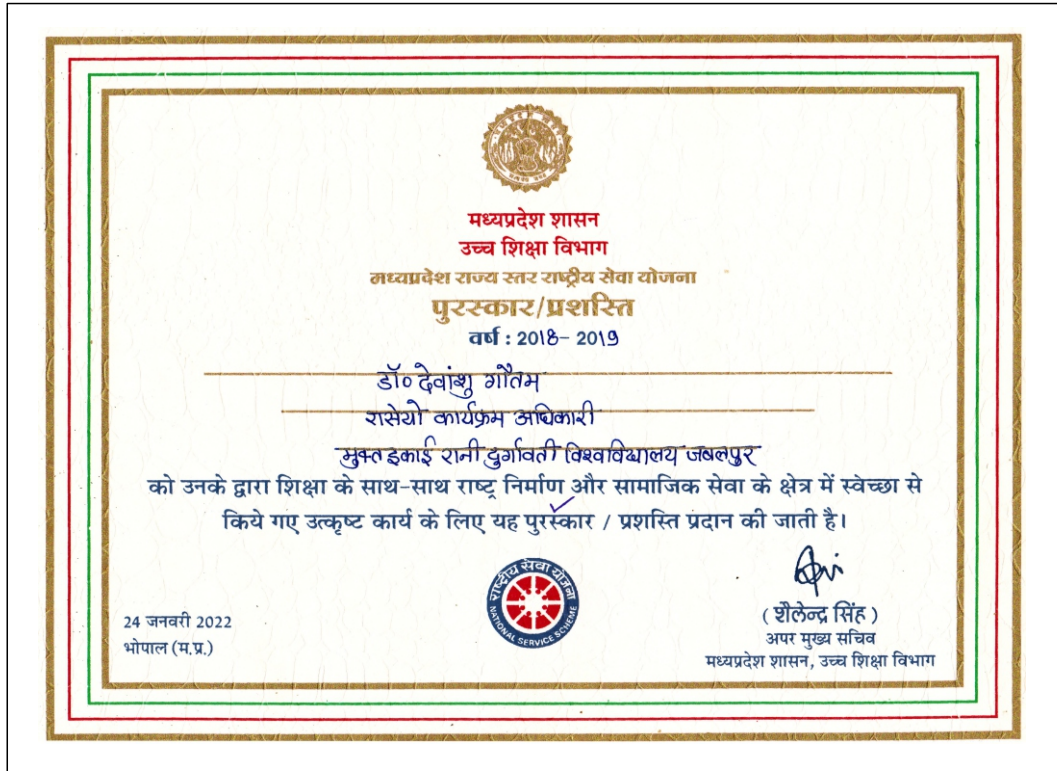 मध्यप्रदेश शासन
उच्च शिक्षा विभाग
मध्यप्रदेश राज्य स्तर राष्ट्रीय सेवा योजना
पुरस्कार/प्रशस्ति
वर्ष : 2018- 2019
डॉ० देवांशु गौतम
रासेयो कार्यक्रम अधिकारी
मुक्त इकाई रानी दुर्गावती विश्वविद्यालय जबलपुर
को उनके द्वारा शिक्षा के साथ-साथ राष्ट्र निर्माण और सामाजिक सेवा के क्षेत्र में स्वेच्छा से
किये गए उत्कृष्ट कार्य के लिए यह पुरस्कार / प्रशस्ति प्रदान की जाती है।
राष्ट्रीय सेवा योजना
NATIONAL SERVICE SCHEME
24 जनवरी 2022
भोपाल (म.प्र.)
( शैलेन्द्र सिंह )
अपर मुख्य सचिव
मध्यप्रदेश शासन, उच्च शिक्षा विभाग